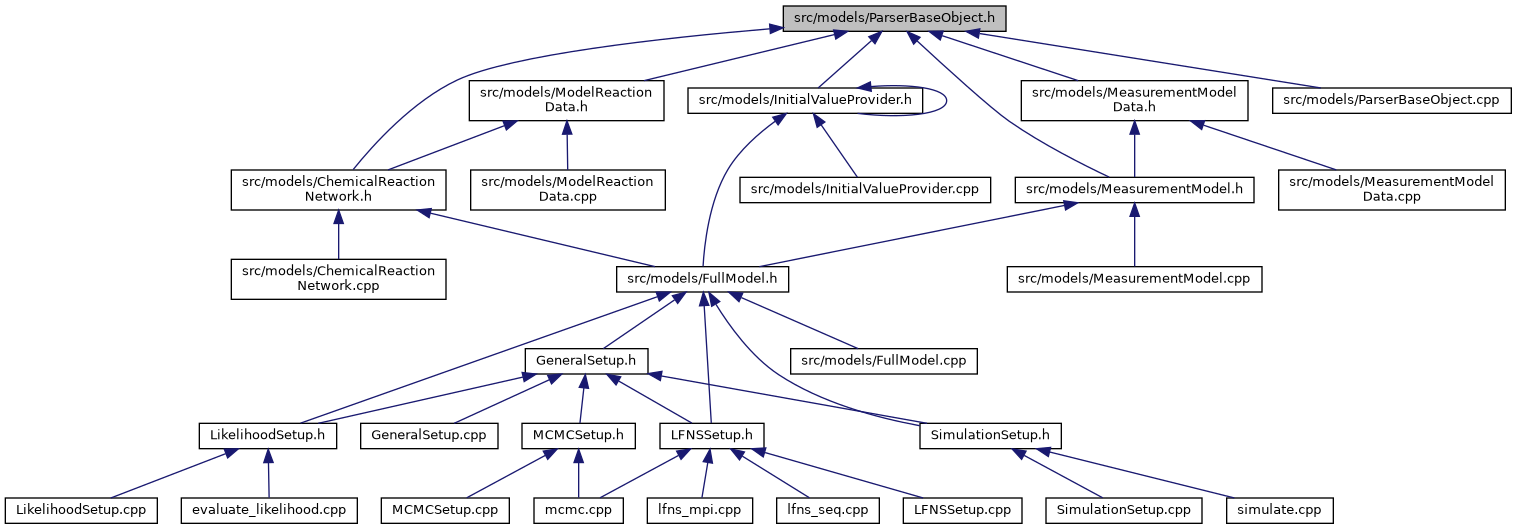 src/models/ParserBaseObject.h
src/models/ModelReaction
Data.h
src/models/InitialValueProvider.h
src/models/MeasurementModel
Data.h
src/models/ParserBaseObject.cpp
src/models/ChemicalReaction
Network.h
src/models/ModelReaction
Data.cpp
src/models/InitialValueProvider.cpp
src/models/MeasurementModel.h
src/models/MeasurementModel
Data.cpp
src/models/ChemicalReaction
Network.cpp
src/models/FullModel.h
src/models/MeasurementModel.cpp
GeneralSetup.h
src/models/FullModel.cpp
LikelihoodSetup.h
GeneralSetup.cpp
MCMCSetup.h
LFNSSetup.h
SimulationSetup.h
LikelihoodSetup.cpp
evaluate_likelihood.cpp
MCMCSetup.cpp
mcmc.cpp
lfns_mpi.cpp
lfns_seq.cpp
LFNSSetup.cpp
SimulationSetup.cpp
simulate.cpp